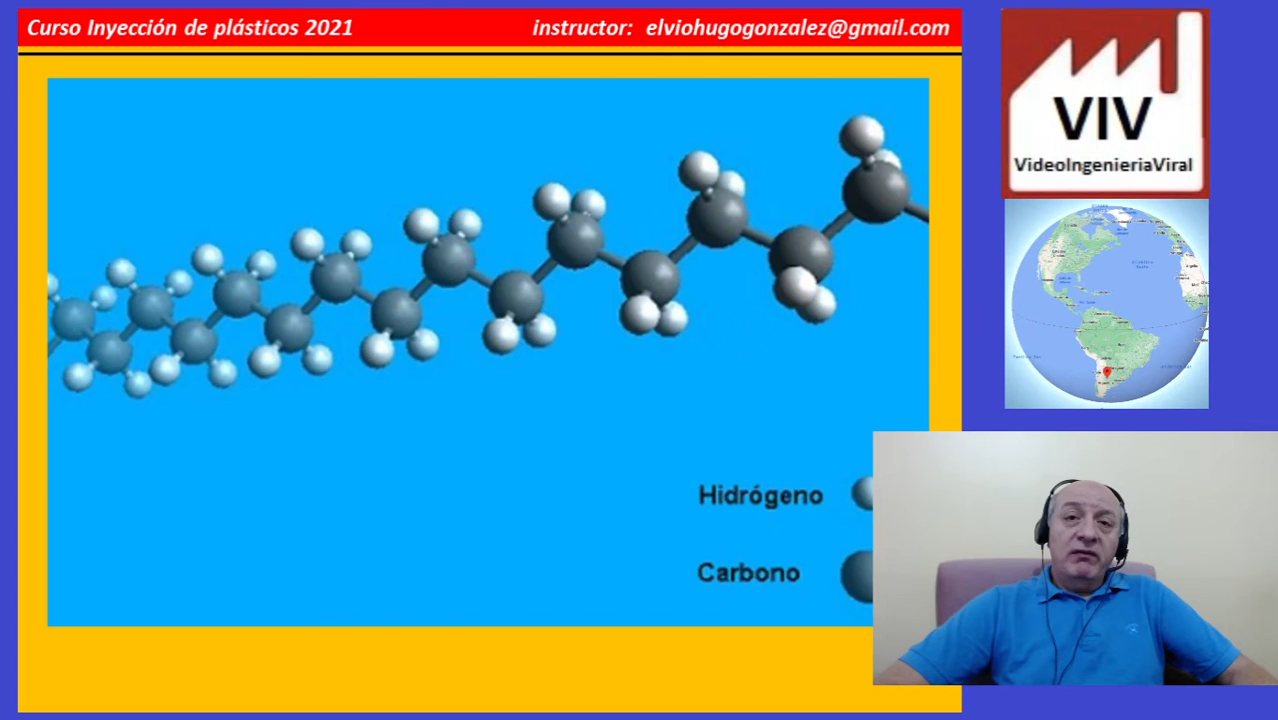 Curso Inyección de plásticos 2021
instructor: elviohugogonzalez@gmail.com
VIV
VideoIngenieriaViral
Hidrógeno
Carbono